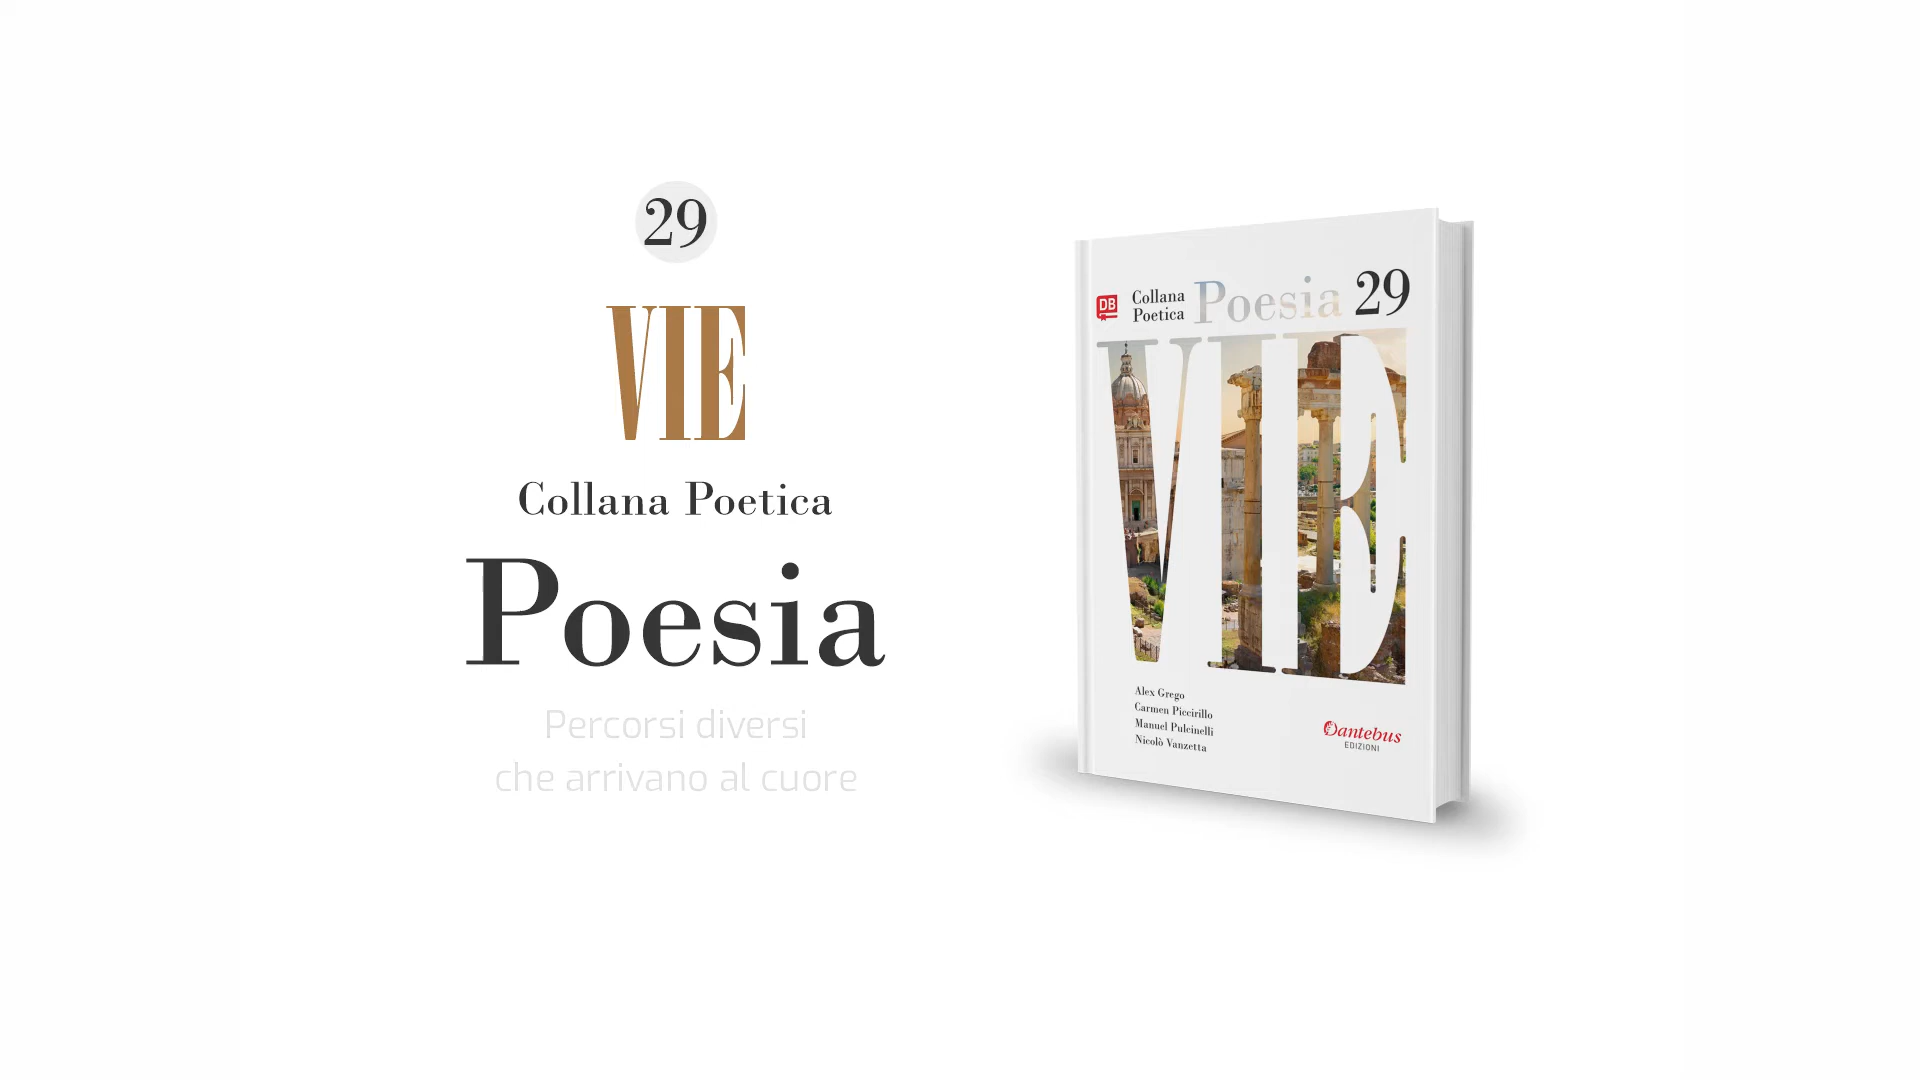 29
VIE
Collana Poetica
Poesia
Percorsi diversi
che arrivano al cuore
DB
Collana
Poetica
Poesia 29
VIE
Alex Grego
Carmen Piccirillo
Manuel Pulcinelli
Nicolò Vanzetta
Dantebus
EDIZIONI